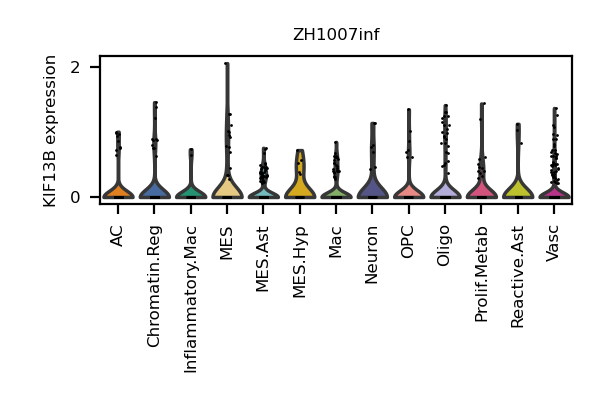 ZH1007inf
KIF13B expression
2
0
AC
Chromatin.Reg
Inflammatory.Mac
MES
MES.Ast
MES.Hyp
Mac
Neuron
OPC
Oligo
Prolif.Metab
Reactive.Ast
Vasc